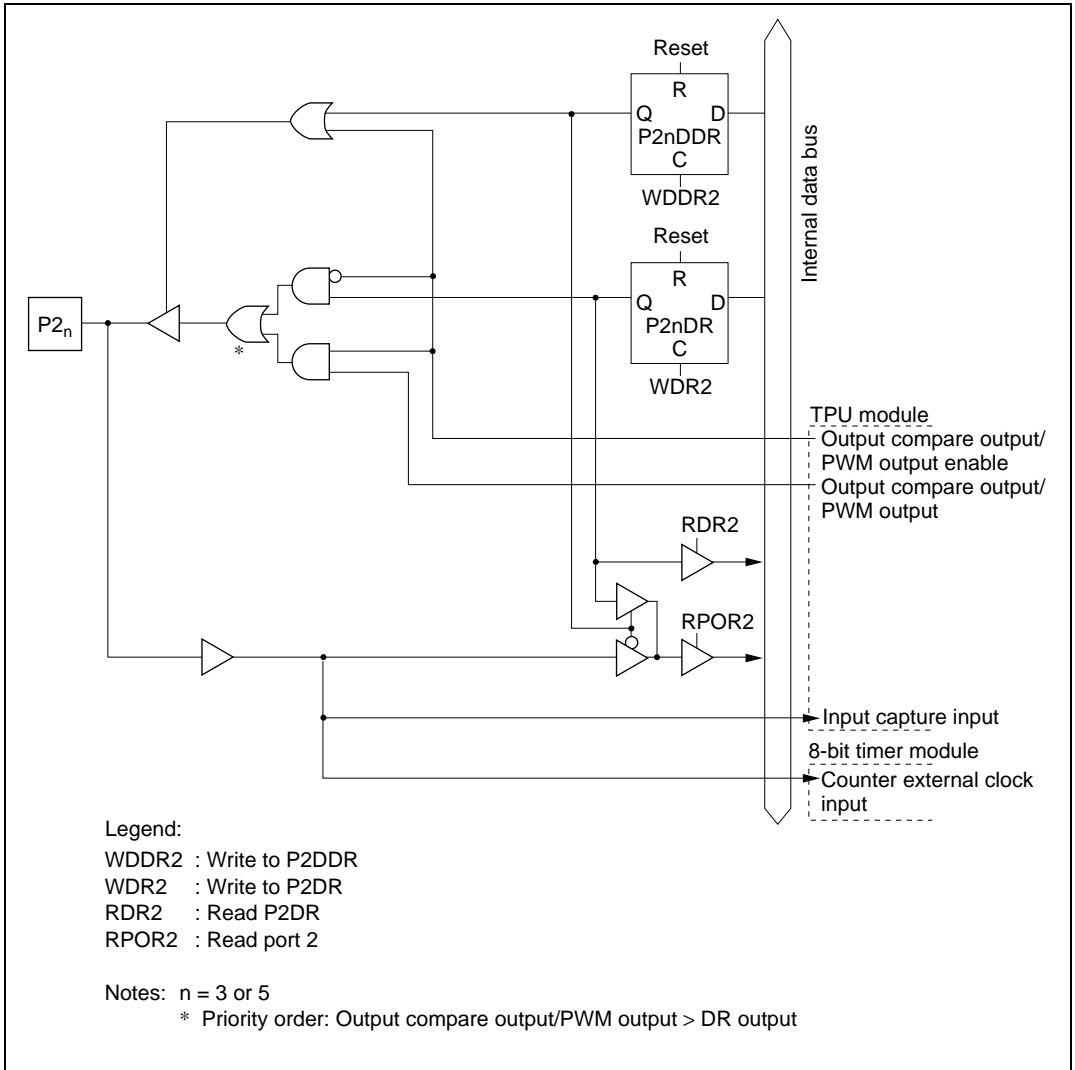 Reset
R
Q D
P2nDDR
C
WDDR2
Reset
R
Q D
P2nDR
C
WDR2
Internal data bus
P2n
*
TPU module
Output compare output/
PWM output enable
Output compare output/
PWM output
RDR2
RPOR2
Input capture input
8-bit timer module
Counter external clock
input
Legend:
WDDR2 : Write to P2DDR
WDR2 : Write to P2DR
RDR2 : Read P2DR
RPOR2 : Read port 2
Notes: n = 3 or 5
* Priority order: Output compare output/PWM output > DR output